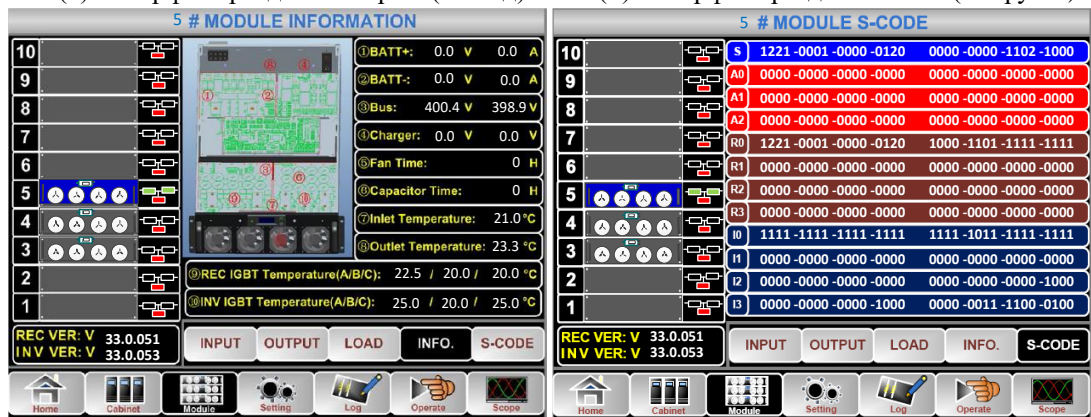 5 # MODULE INFORMATION
10
9
8
7
6
5
4
3
2
1
①BATT+: 0.0 V 0.0 A
②BATT-: 0.0 V 0.0 A
③Bus: 400.4 V 398.9 V
④Charger: 0.0 V 0.0 V
⑤Fan Time: 0 H
⑥Capacitor Time: 0 H
⑦Inlet Temperature: 21.0 °C
⑧Outlet Temperature: 23.3 °C
⑨REC IGBT Temperature(A/B/C): 22.5 / 20.0 / 20.0 °C
⑩INV IGBT Temperature(A/B/C): 25.0 / 20.0 / 25.0 °C
REC VER: V 33.0.051
INV VER: V 33.0.053
INPUT OUTPUT LOAD INFO. S-CODE
Home Cabinet Module Setting Log Operate Scope
5 # MODULE S-CODE
10
9
8
7
6
5
4
3
2
1
S 1221 -0001 -0000 -0120 0000 -0000 -1102 -1000
A0 0000 -0000 -0000 -0000 0000 -0000 -0000 -0000
A1 0000 -0000 -0000 -0000 0000 -0000 -0000 -0000
A2 0000 -0000 -0000 -0000 0000 -0000 -0000 -0000
R0 1221 -0001 -0000 -0120 1000 -1101 -1111 -1111
R1 0000 -0000 -0000 -0000 0000 -0000 -0000 -0000
R2 0000 -0000 -0000 -0000 0000 -0000 -0000 -0000
R3 0000 -0000 -0000 -0000 0000 -0000 -0000 -0000
I0 1111 -1111 -1111 -1111 1111 -1011 -1111 -1111
I1 0000 -0000 -0000 -0000 0000 -0000 -0000 -0000
I2 0000 -0000 -0000 -0000 0000 -0000 -0000 -1000
I3 0000 -0000 -0000 -1000 0000 -0011 -1100 -0100
REC VER: V 33.0.051
INV VER: V 33.0.053
INPUT OUTPUT LOAD INFO. S-CODE
Home Cabinet Module Setting Log Operate Scope